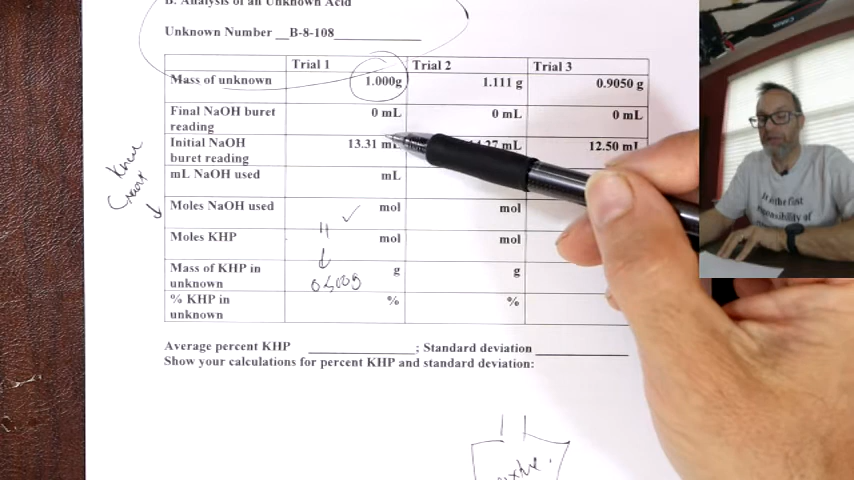 B. Analysis of an Unknown Acid
Unknown Number B-8-108
Trial 1 Trial 2 Trial 3
Mass of unknown 1.000g 1.111 g 0.9050 g
Final NaOH buret reading 0 mL 0 mL 0 mL
Initial NaOH buret reading 13.31 mL mL 12.50 mL
mL NaOH used mL
Moles NaOH used mol mol
Moles KHP mol mol
Mass of KHP in unknown g g
% KHP in unknown % %
Average percent KHP ; Standard deviation
Show your calculations for percent KHP and standard deviation: